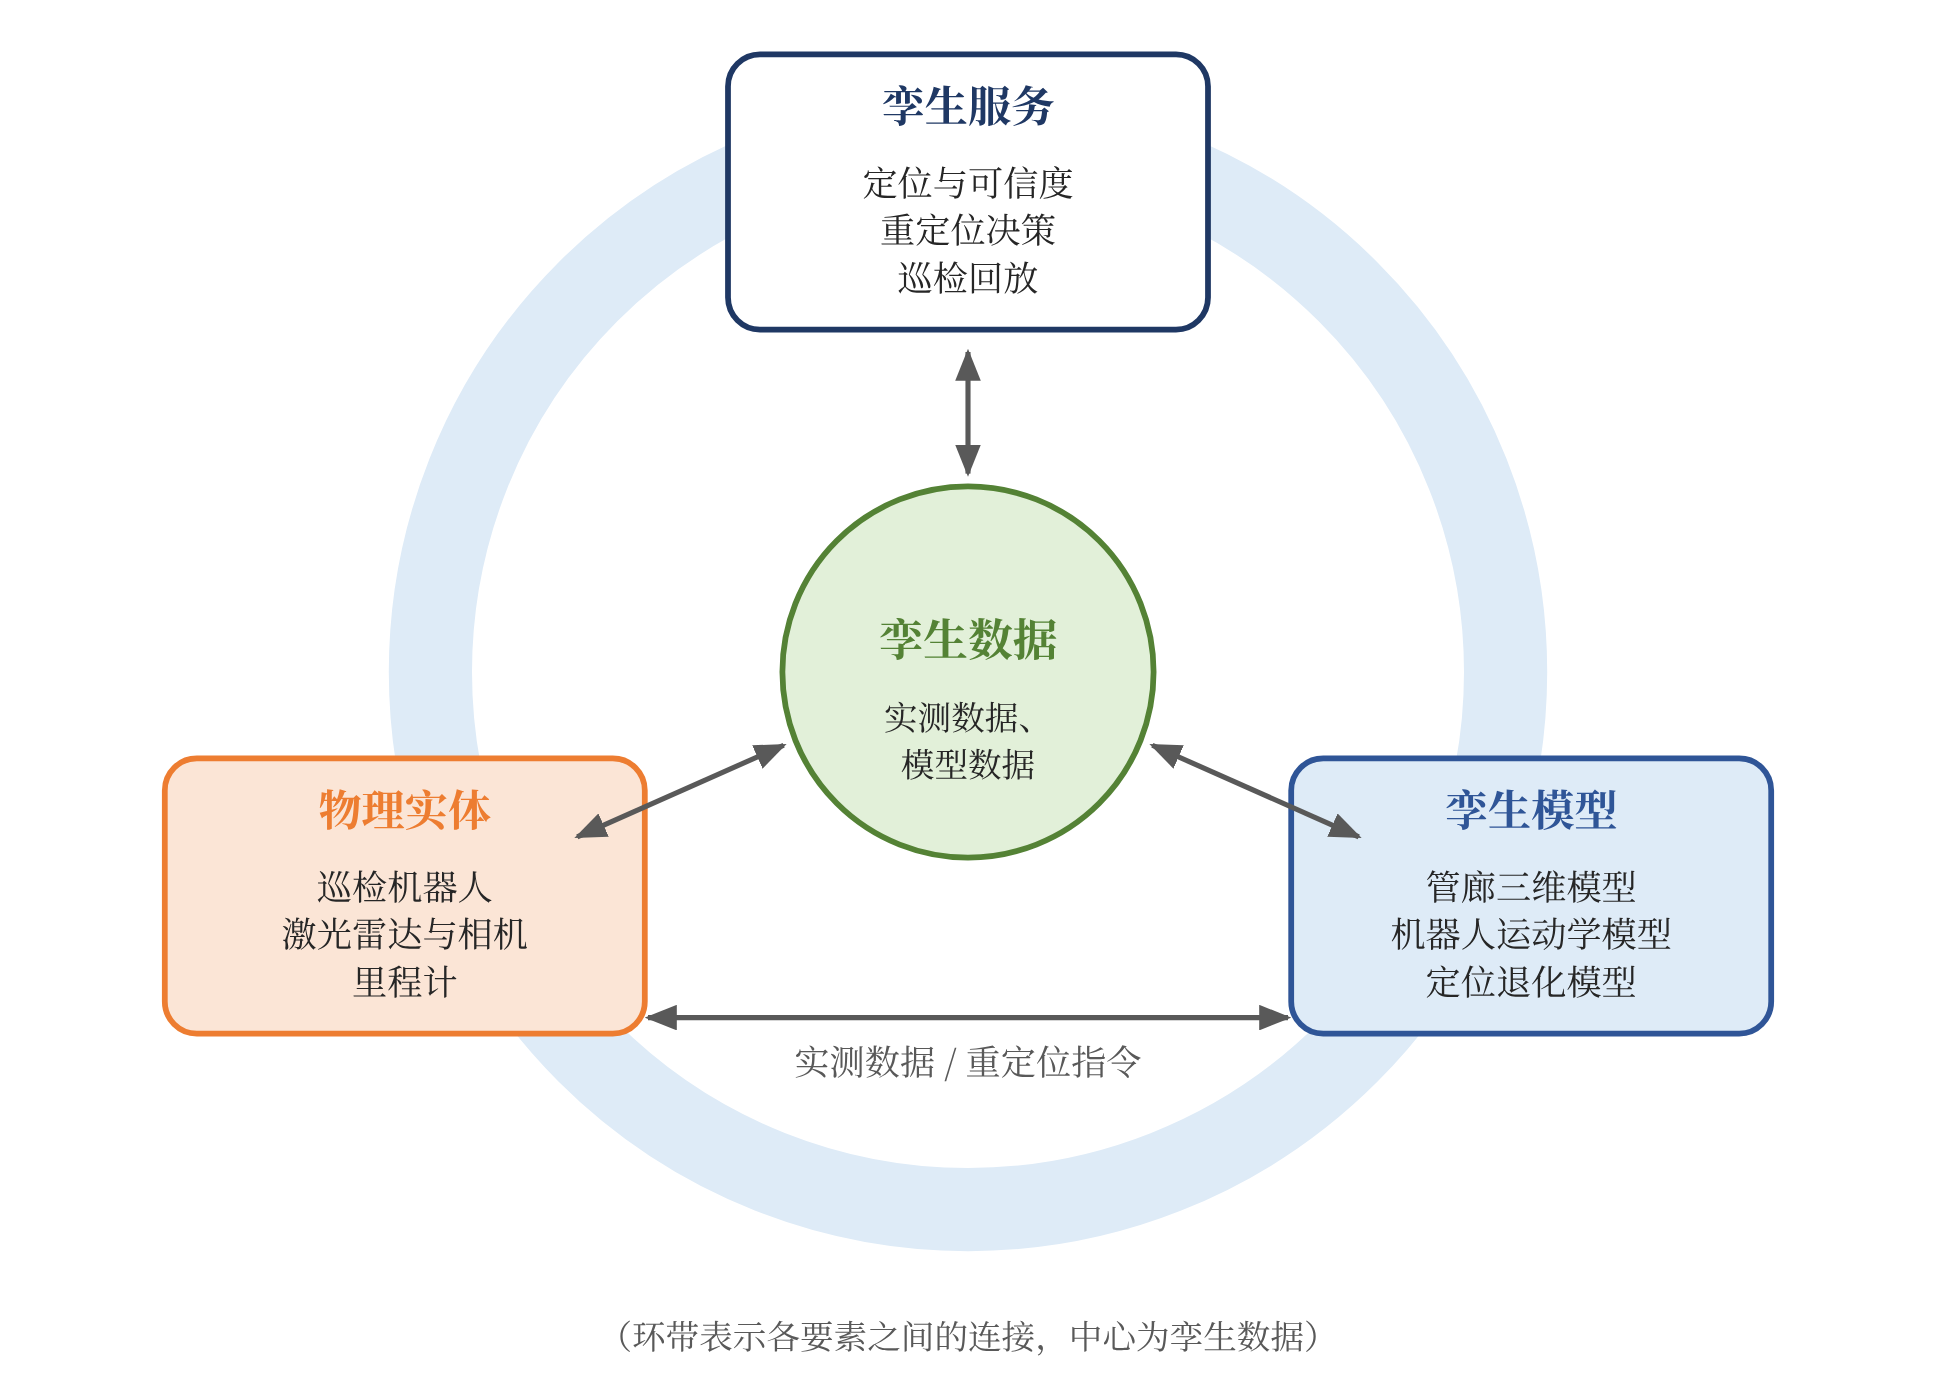 孪生服务
定位与可信度
重定位决策
巡检回放
孪生数据
实测数据、
模型数据
物理实体
巡检机器人
激光雷达与相机
里程计
孪生模型
管廊三维模型
机器人运动学模型
定位退化模型
实测数据 / 重定位指令
（环带表示各要素之间的连接，中心为孪生数据）